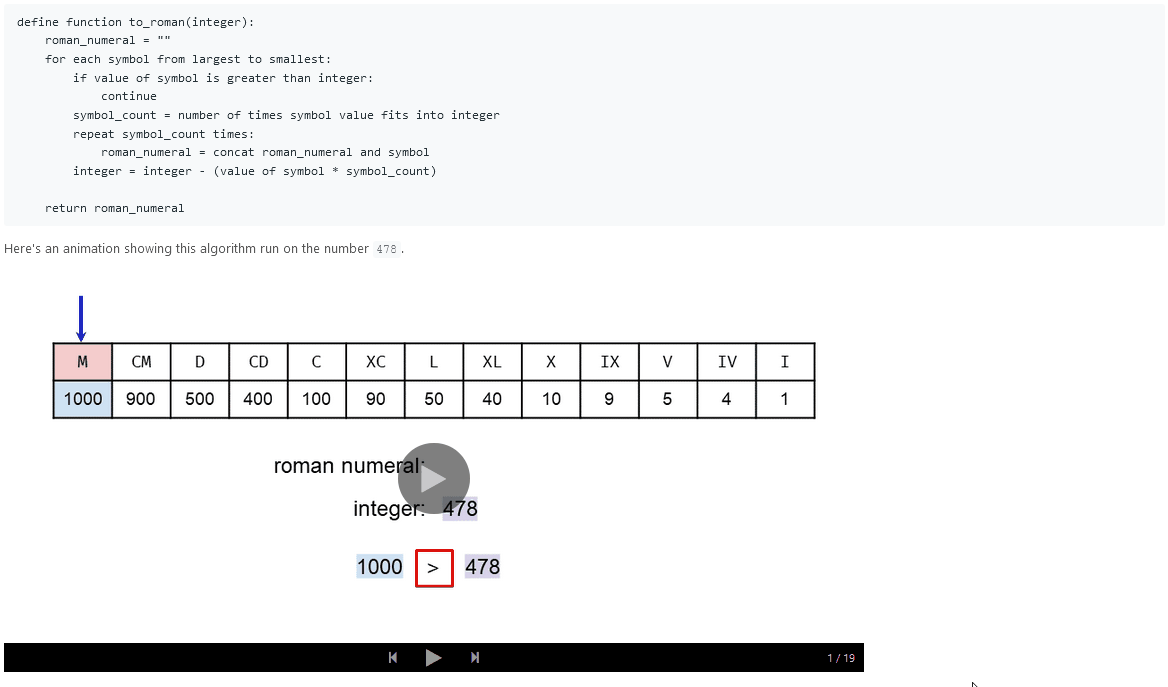 define function to_roman(integer):
    roman_numeral = ""
    for each symbol from largest to smallest:
        if value of symbol is greater than integer:
            continue
        symbol_count = number of times symbol value fits into integer
        repeat symbol_count times:
            roman_numeral = concat roman_numeral and symbol
        integer = integer - (value of symbol * symbol_count)
    return roman_numeral
Here's an animation showing this algorithm run on the number 478.
M CM D CD C XC L XL X IX V IV I
1000 900 500 400 100 90 50 40 10 9 5 4 1
roman numeral:
integer: 478
1000 > 478
1 / 19